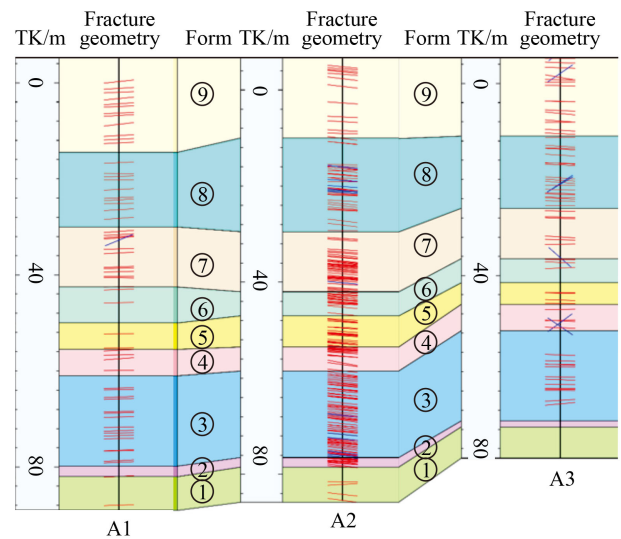 Fracture Fracture Fracture
TK/m geometry Form TK/m geometry Form TK/m geometry
0 0 0
⑨ ⑨
⑧ ⑧
⑦ ⑦
40 40 40
⑥ ⑥
⑤ ⑤
④ ④
③ ③
② ②
80 80 80
① ①
A1 A2 A3